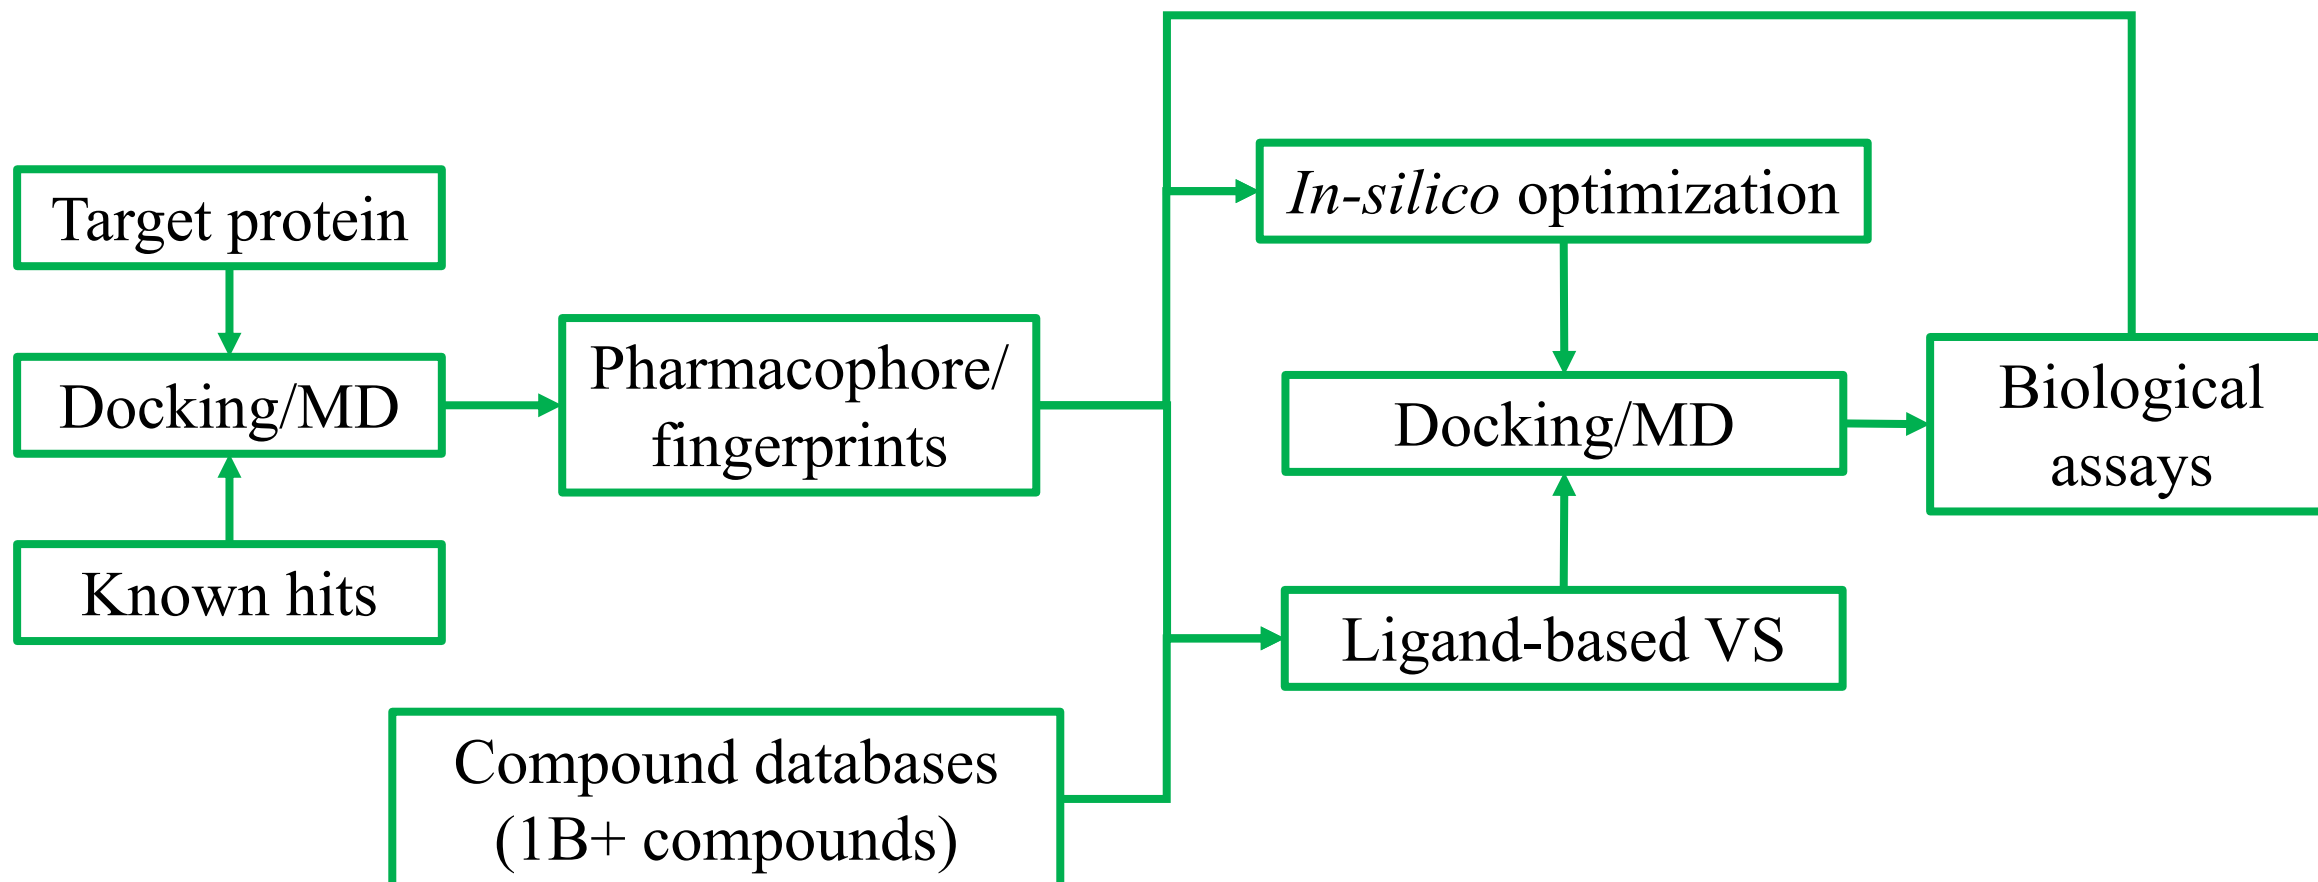 Target protein
Docking/MD
Known hits
Pharmacophore/
fingerprints
Compound databases
(1B+ compounds)
In-silico optimization
Docking/MD
Ligand-based VS
Biological
assays